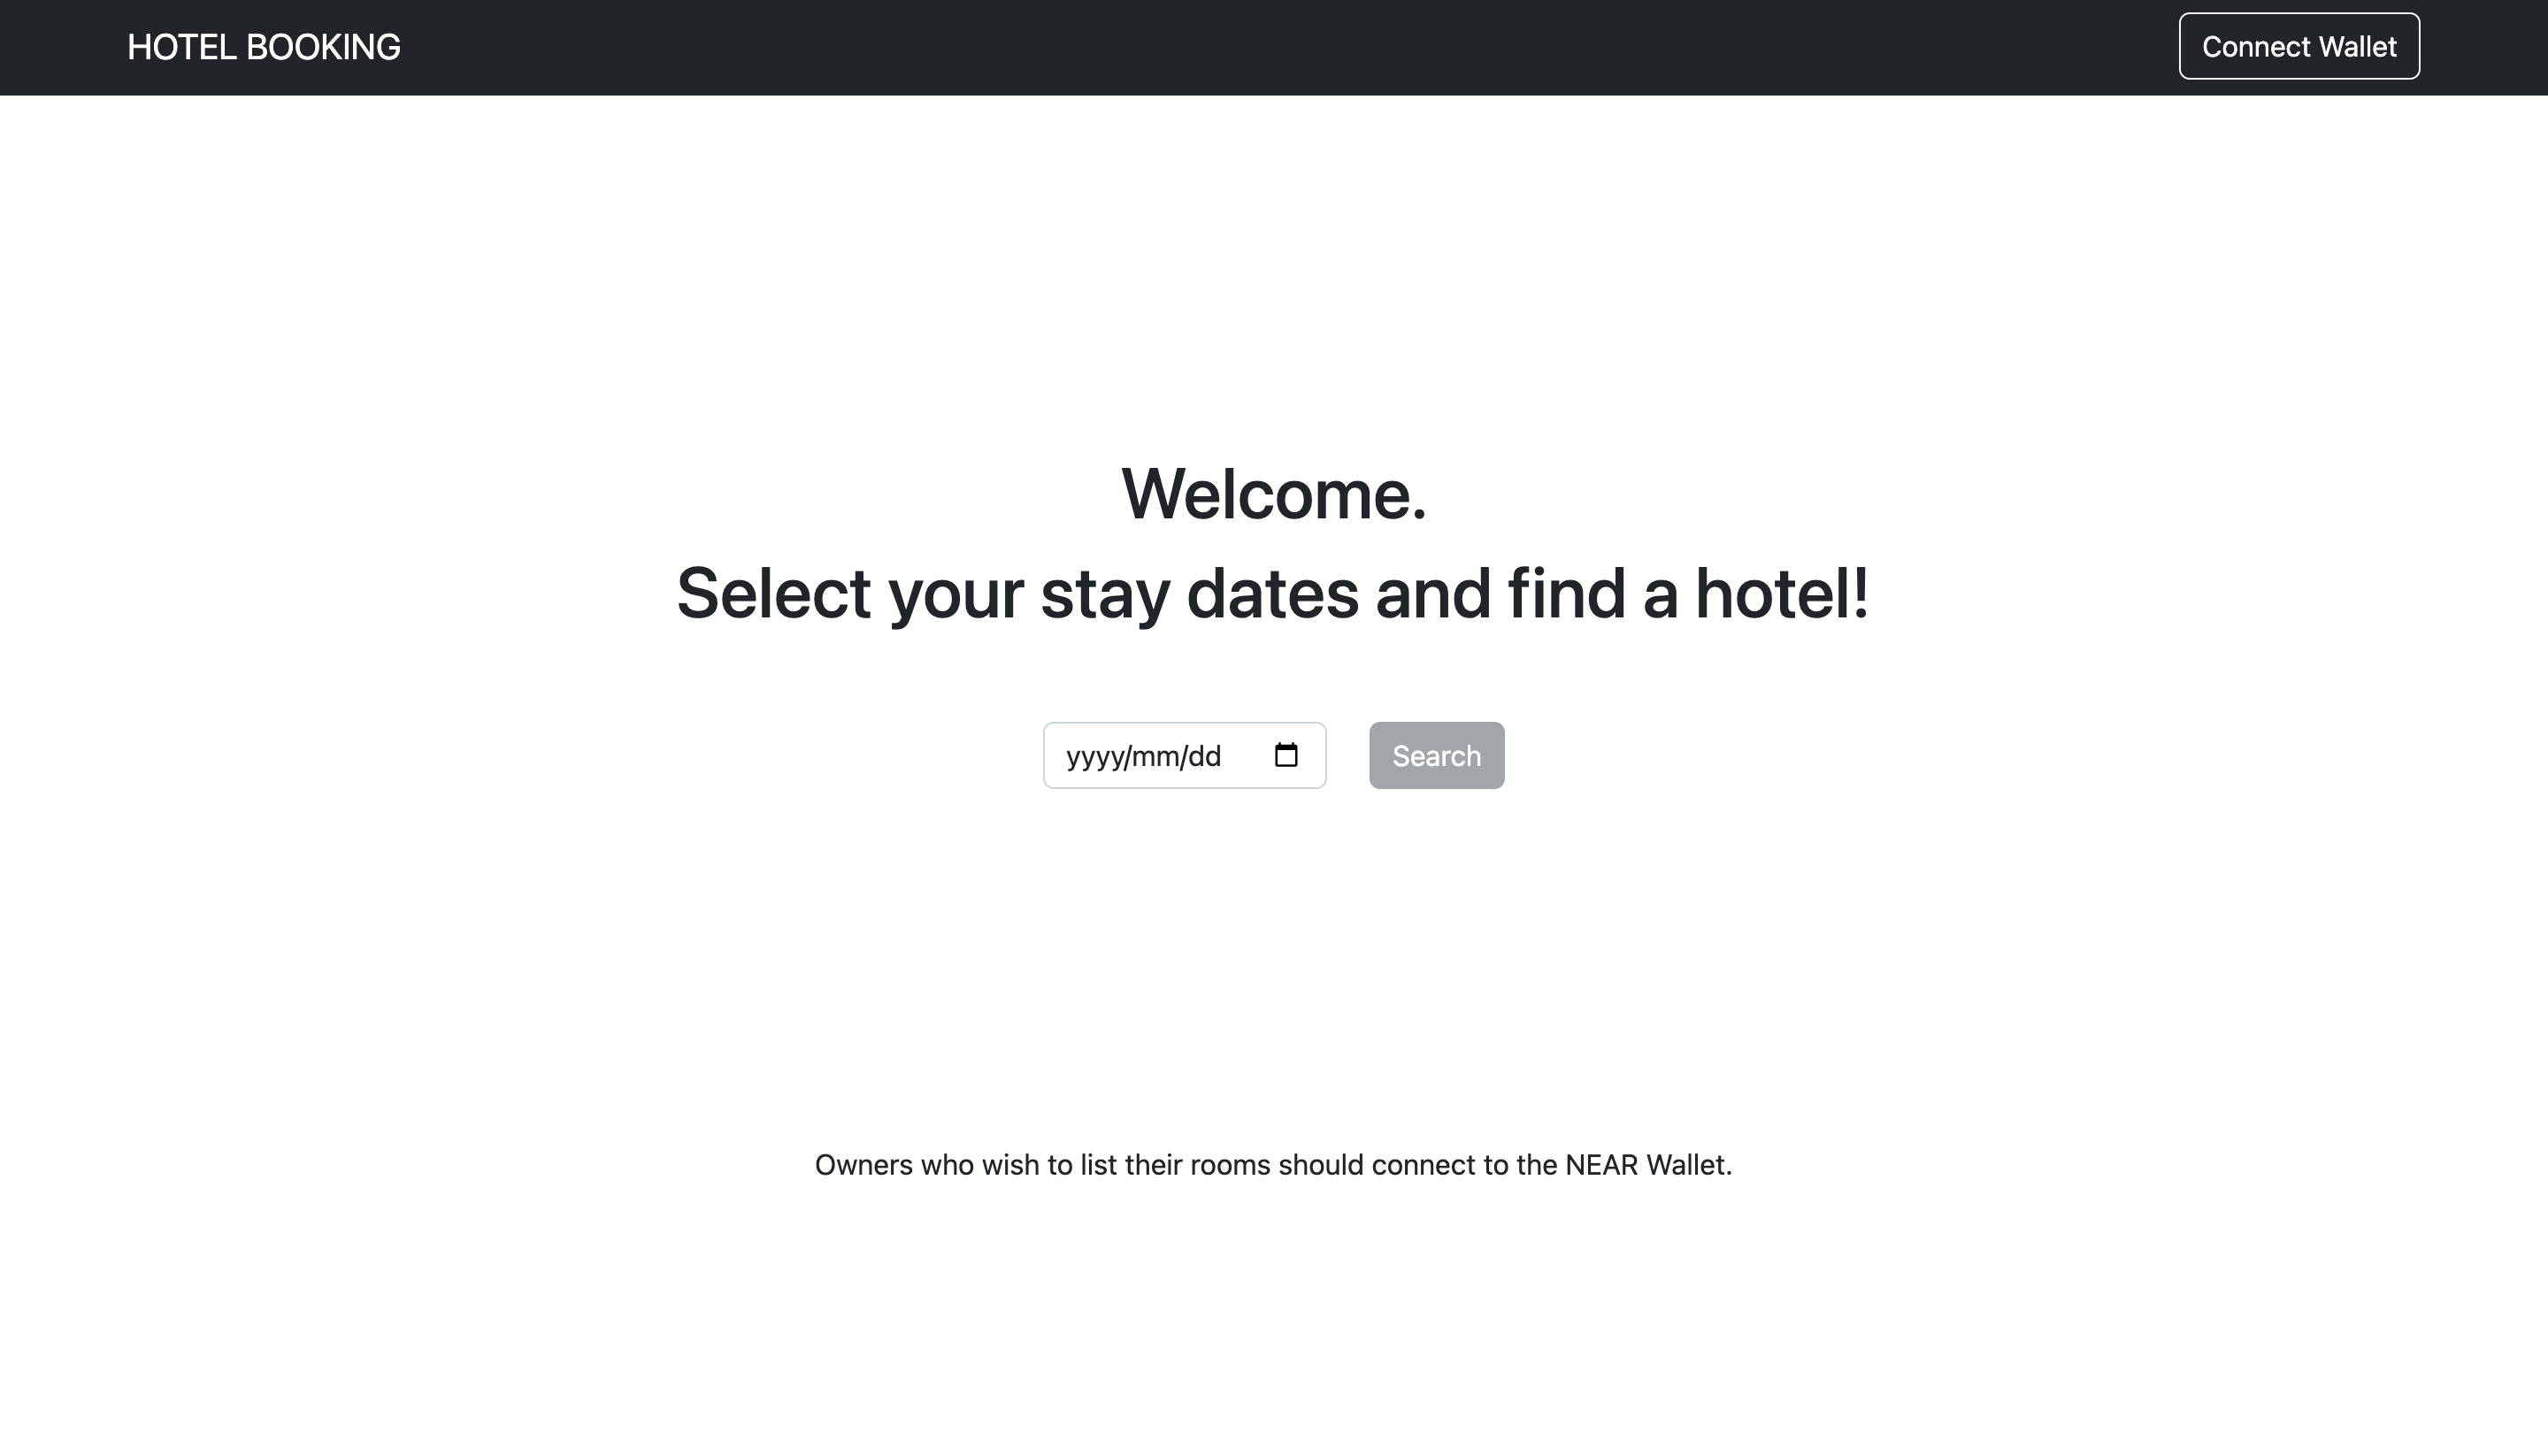 HOTEL BOOKING
Connect Wallet
Welcome.
Select your stay dates and find a hotel!
yyyy/mm/dd
Search
Owners who wish to list their rooms should connect to the NEAR Wallet.